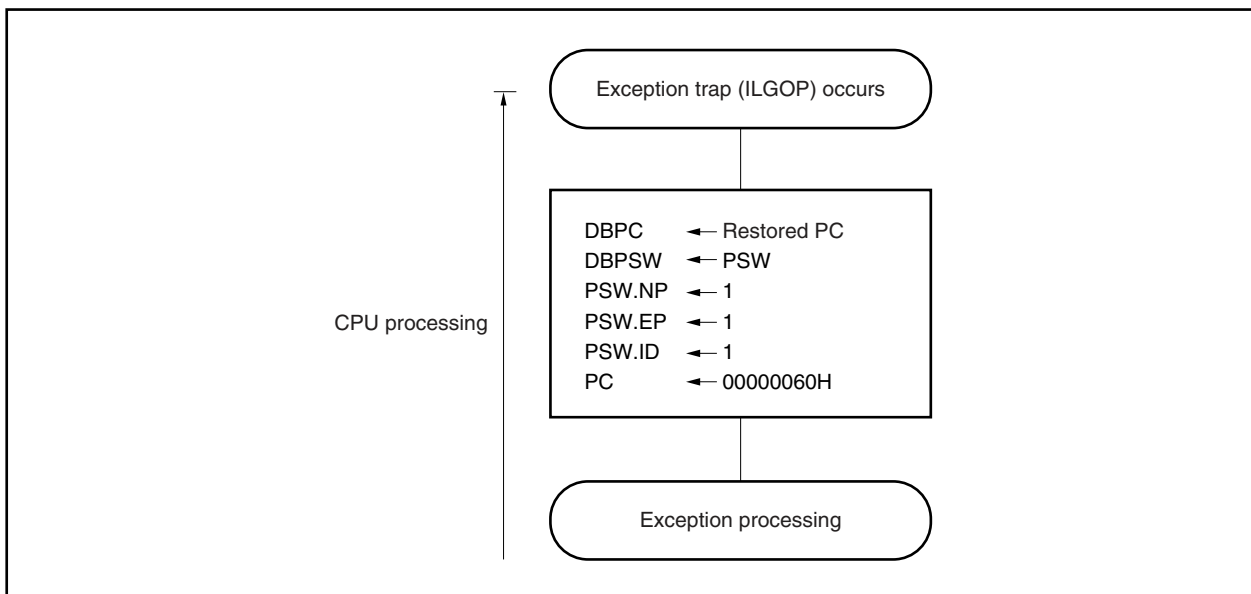 Exception trap (ILGOP) occurs
DBPC ← Restored PC
DBPSW ← PSW
PSW.NP ← 1
PSW.EP ← 1
PSW.ID ← 1
PC ← 00000060H
CPU processing
Exception processing